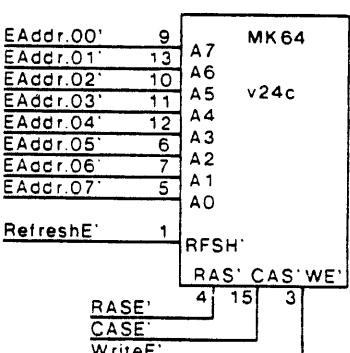 EAddr.00' 9 A7 MK64
EAddr.01' 13 A6
EAddr.02' 10 A5 v24c
EAddr.03' 11 A4
EAddr.04' 12 A3
EAddr.05' 6 A2
EAddr.06' 7 A1
EAddr.07' 5 A0
RefreshE' 1 RFSH'
RAS' CAS' WE'
4 15 3
RASE'
CASE'
WriteE'